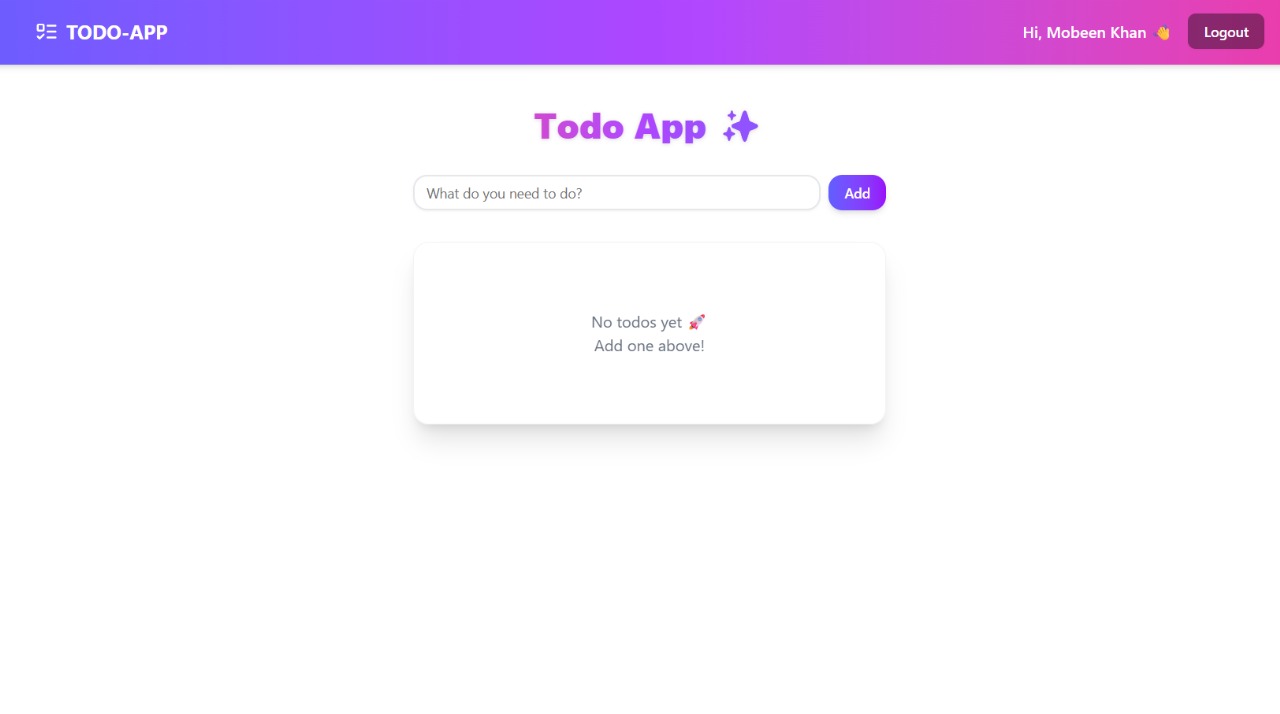 TODO-APP
Hi, Mobeen Khan 👋
Logout
Todo App ✨
What do you need to do?
Add
No todos yet 🚀
Add one above!